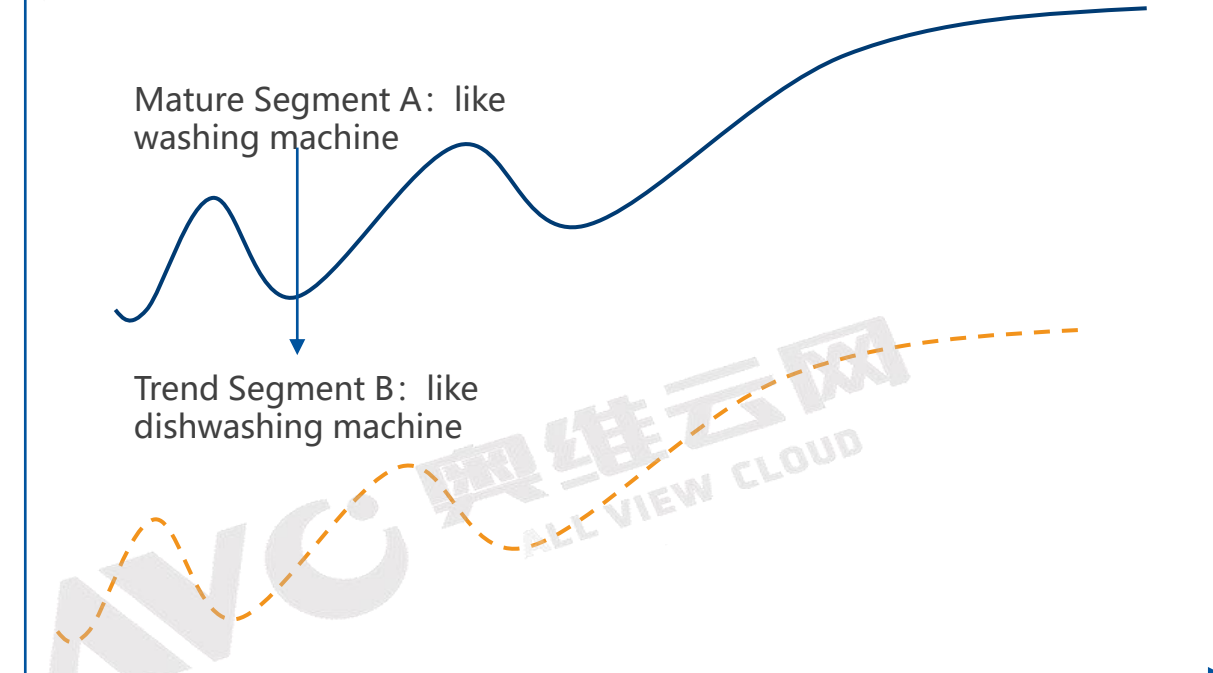 Mature Segment A：like
washing machine
Trend Segment B：like
dishwashing machine
AVC 奥维云网
ALL VIEW CLOUD